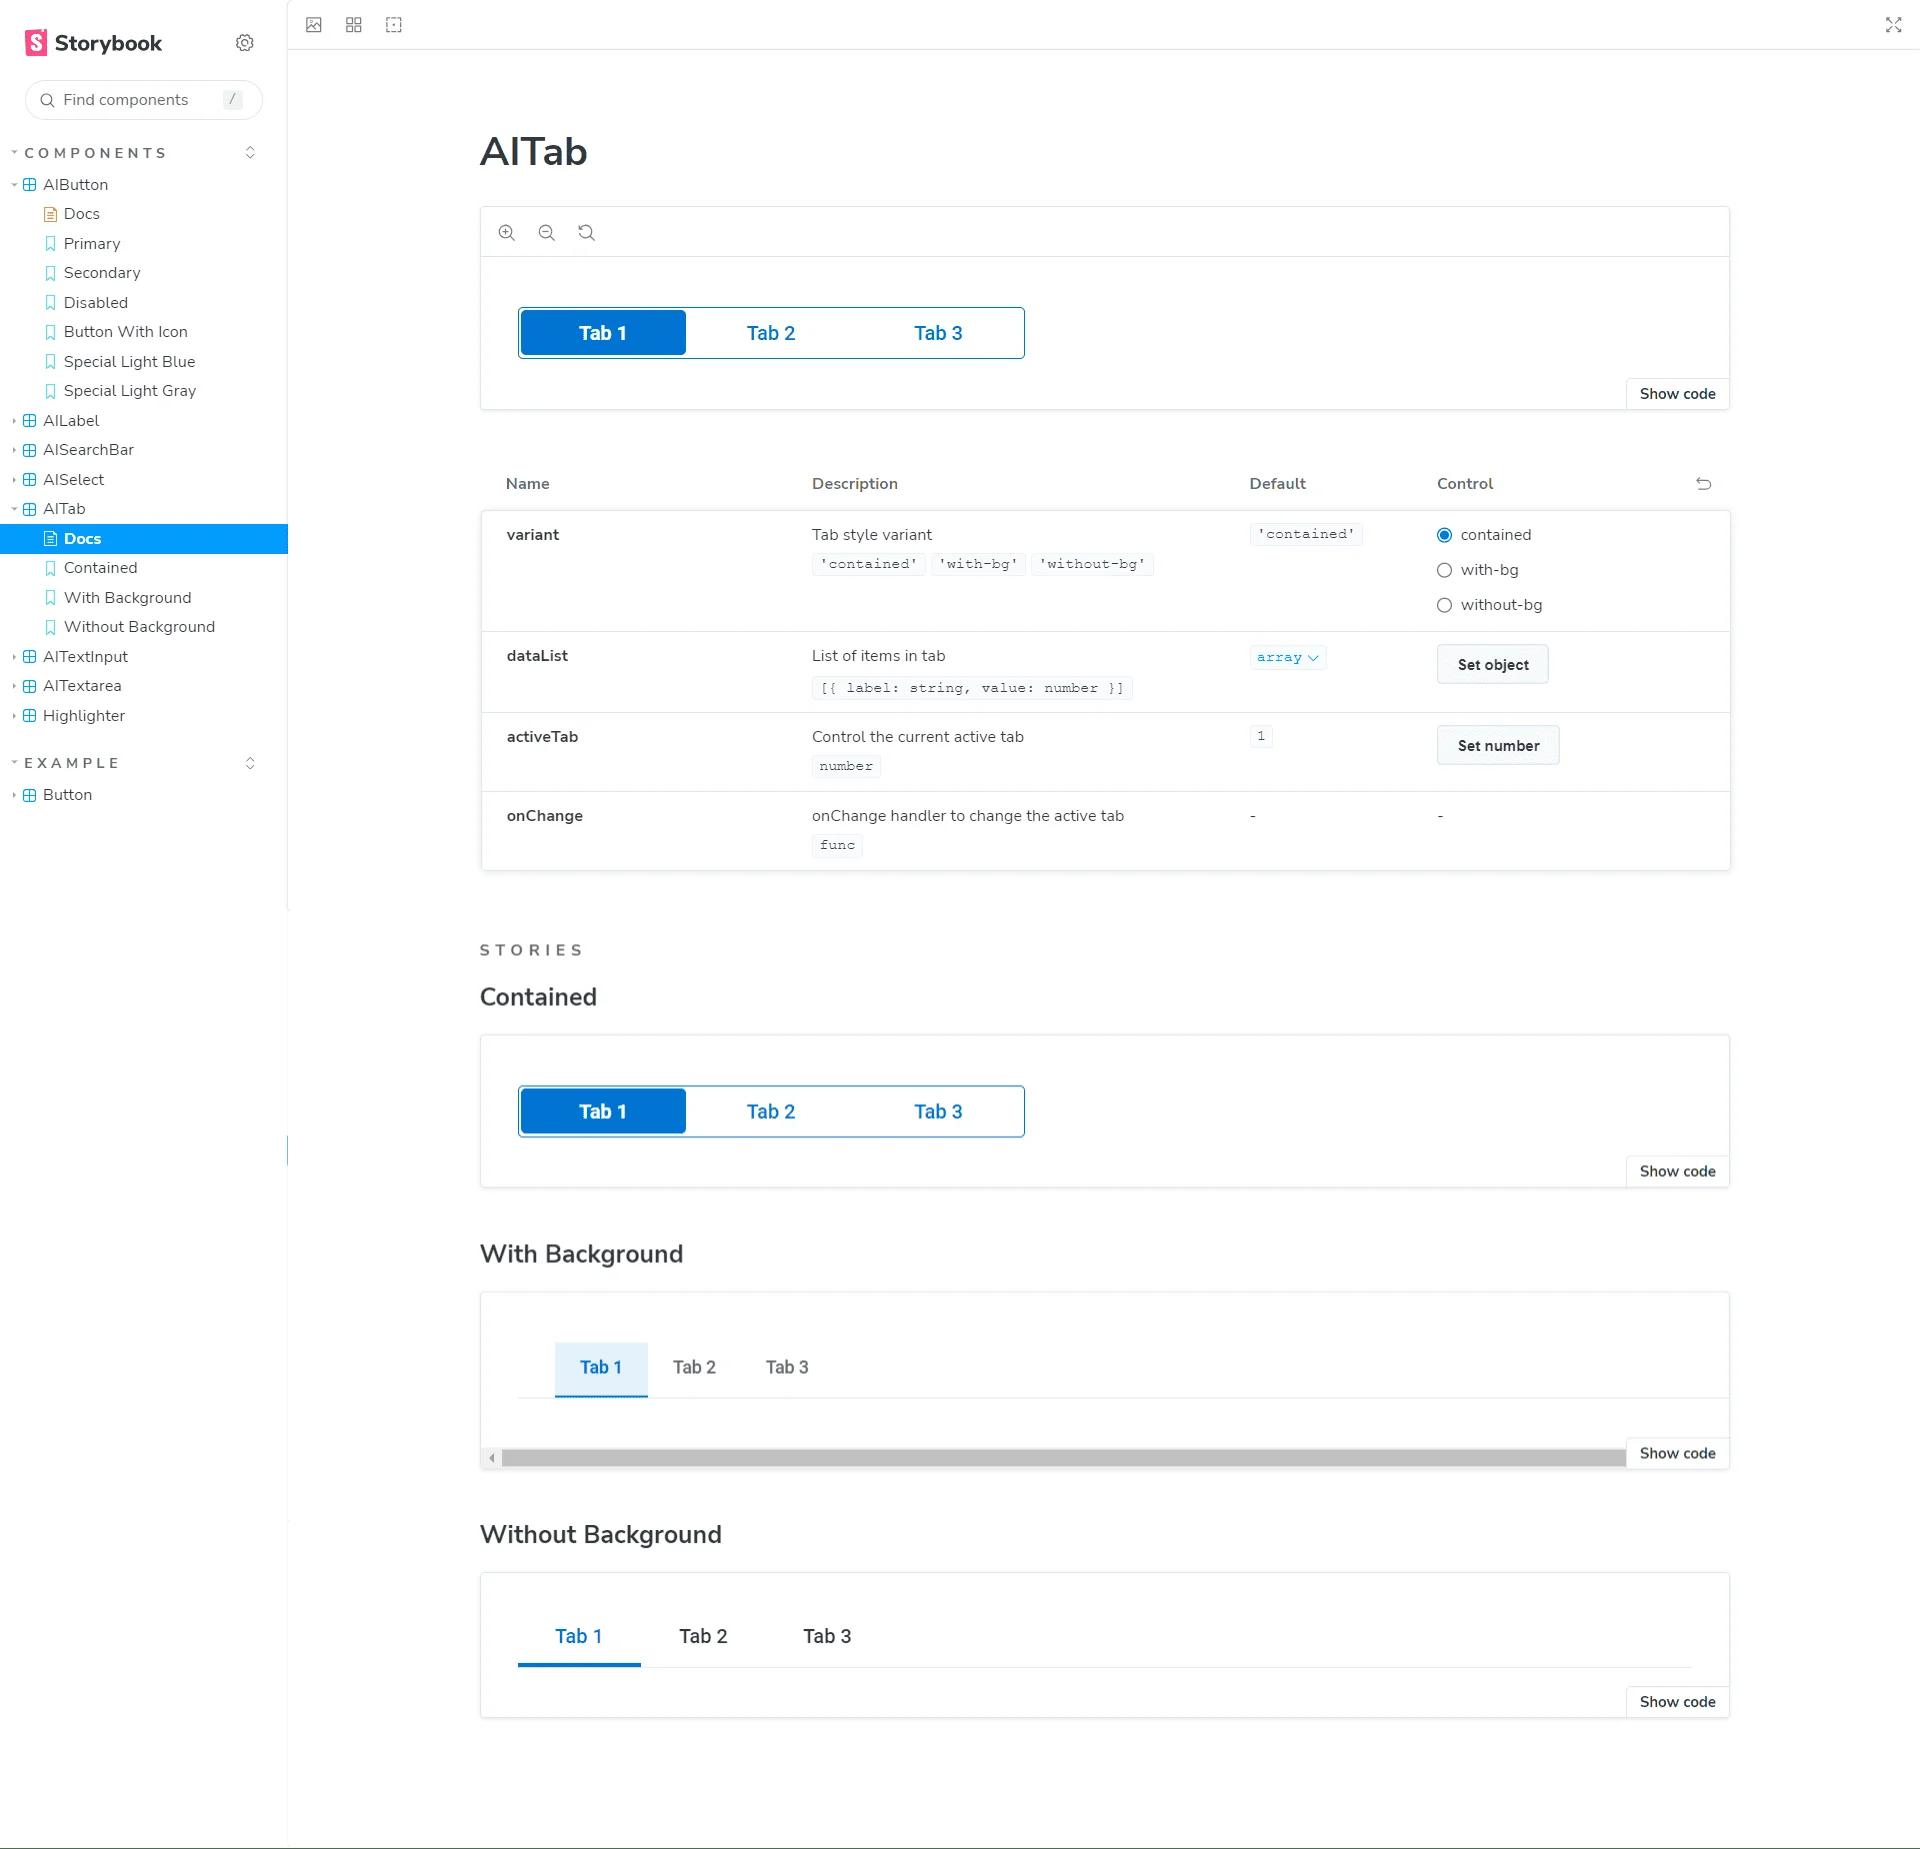 Storybook
Find components /
COMPONENTS
AIButton
Docs
Primary
Secondary
Disabled
Button With Icon
Special Light Blue
Special Light Gray
AILabel
AISearchBar
AISelect
AITab
Docs
Contained
With Background
Without Background
AITextInput
AITextarea
Highlighter
EXAMPLE
Button
AITab
Tab 1 Tab 2 Tab 3
Show code
Name Description Default Control
variant Tab style variant 'contained' contained
'contained' 'with-bg' 'without-bg' with-bg
without-bg
dataList List of items in tab array Set object
[{ label: string, value: number }]
activeTab Control the current active tab 1 Set number
number
onChange onChange handler to change the active tab - -
func
STORIES
Contained
Tab 1 Tab 2 Tab 3
Show code
With Background
Tab 1 Tab 2 Tab 3
Show code
Without Background
Tab 1 Tab 2 Tab 3
Show code